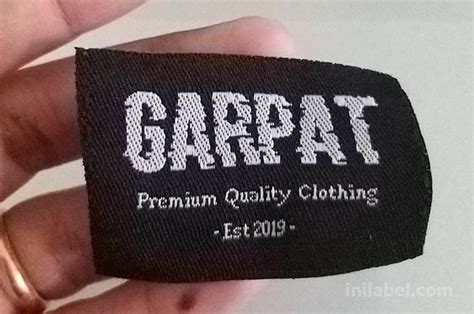 GARPAT
Premium Quality Clothing
- Est 2019 -
inilabel.com